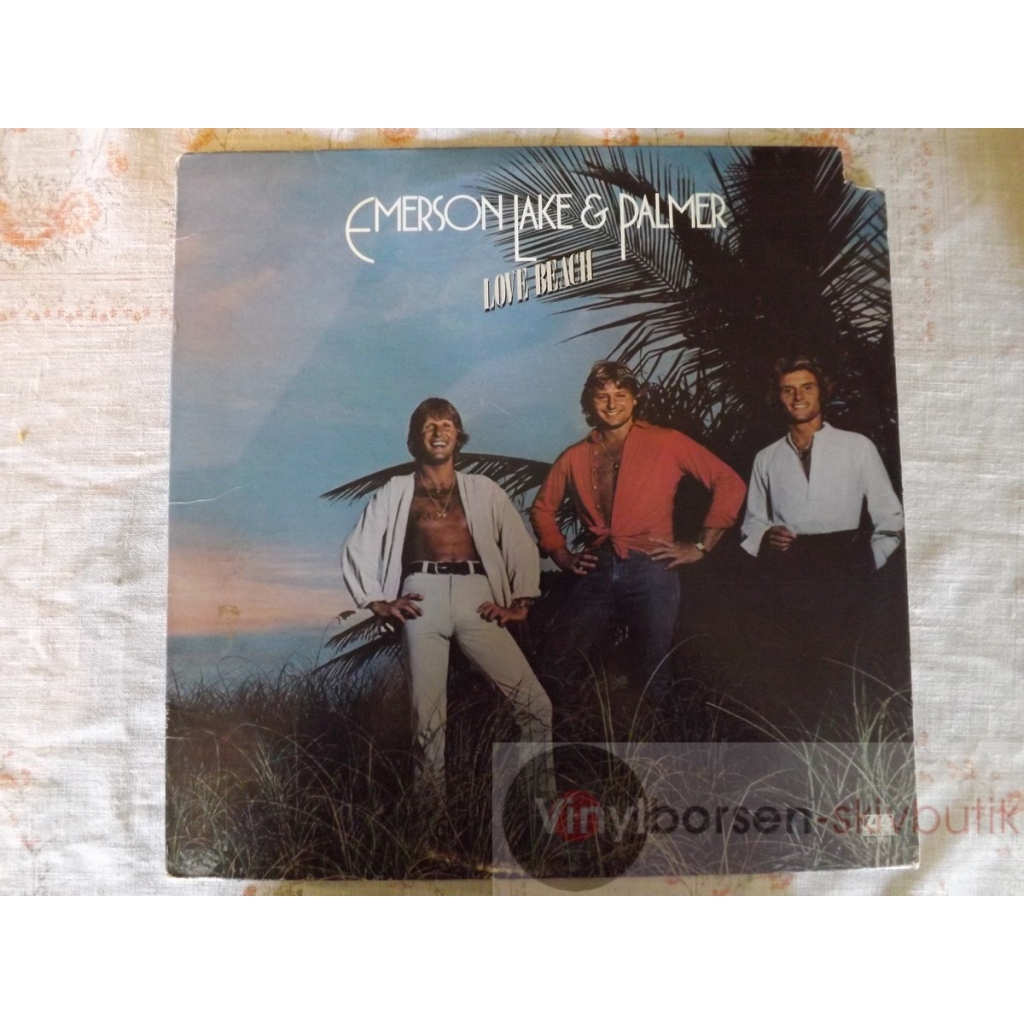 EMERSON LAKE & PALMER
LOVE BEACH
Vinylborsen-skivbutik